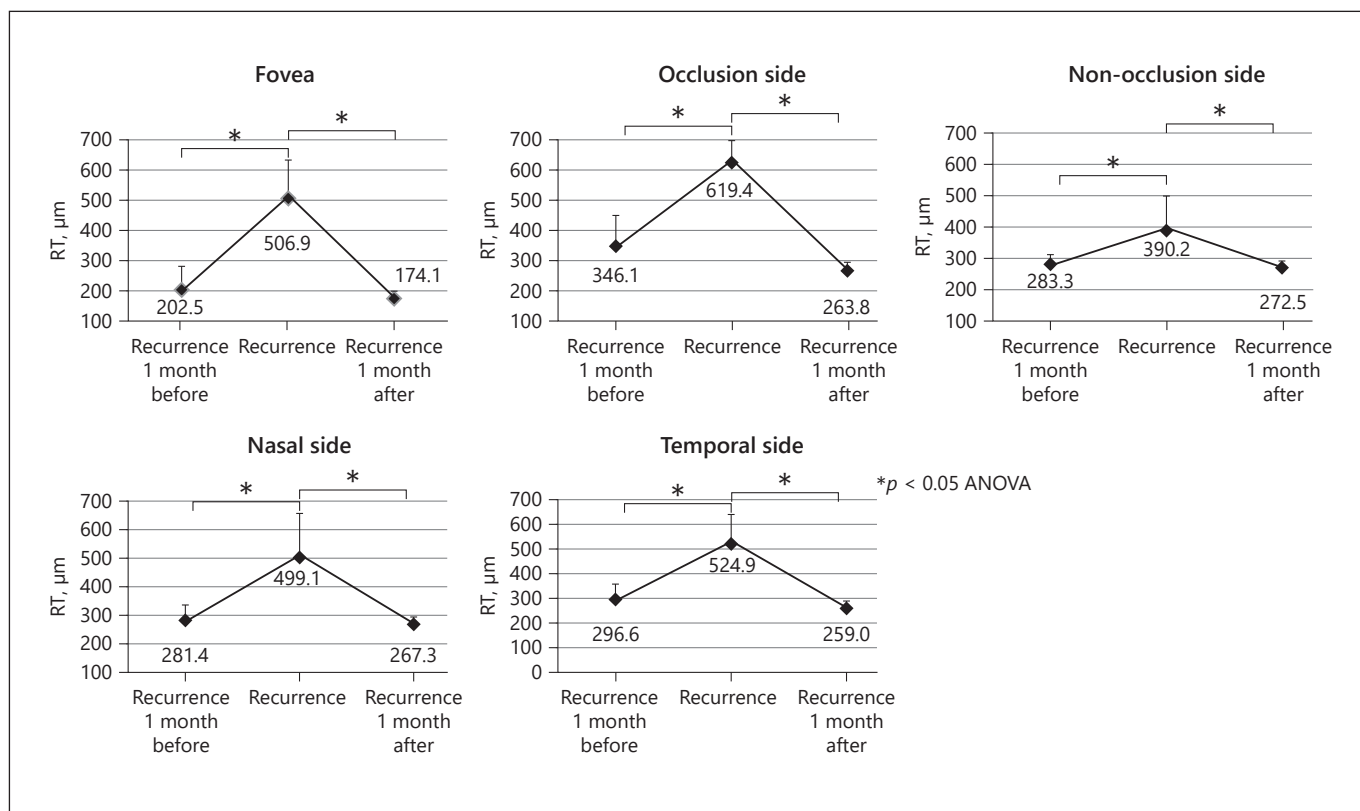 Fovea
*
*
700
600
500
400
300
200
100
RT, µm
506.9
174.1
202.5
Recurrence
1 month
before
Recurrence
Recurrence
1 month
after
Occlusion side
*
*
700
600
500
400
300
200
100
RT, µm
619.4
346.1
263.8
Recurrence
1 month
before
Recurrence
Recurrence
1 month
after
Non-occlusion side
*
*
700
600
500
400
300
200
100
RT, µm
390.2
283.3
272.5
Recurrence
1 month
before
Recurrence
Recurrence
1 month
after
Nasal side
*
*
700
600
500
400
300
200
100
RT, µm
499.1
281.4
267.3
Recurrence
1 month
before
Recurrence
Recurrence
1 month
after
Temporal side
*
*
700
600
500
400
300
200
100
0
RT, µm
524.9
296.6
259.0
Recurrence
1 month
before
Recurrence
Recurrence
1 month
after
*p < 0.05 ANOVA